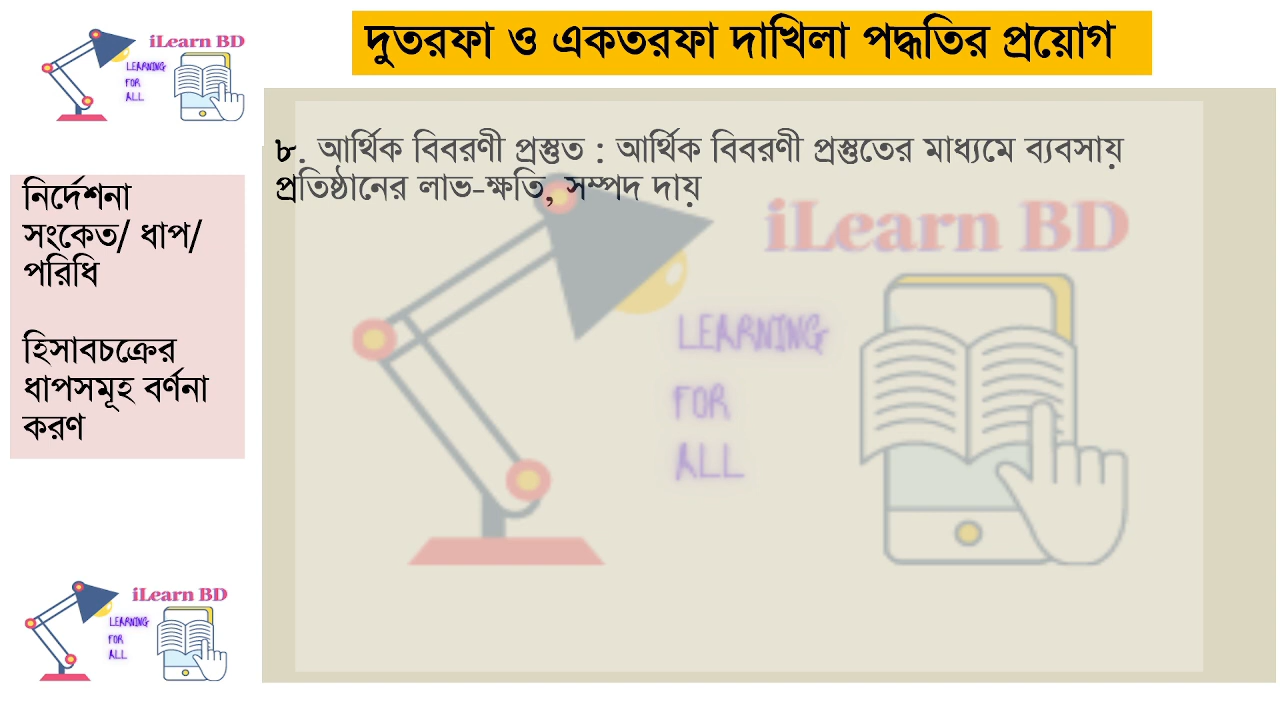 iLearn BD
LEARNING
FOR
ALL
দুতরফা ও একতরফা দাখিলা পদ্ধতির প্রয়োগ
নির্দেশনা
সংকেত/ ধাপ/
পরিধি
হিসাবচক্রের
ধাপসমূহ বর্ণনা
করণ
৮. আর্থিক বিবরণী প্রস্তুত : আর্থিক বিবরণী প্রস্তুতের মাধ্যমে ব্যবসায়
প্রতিষ্ঠানের লাভ-ক্ষতি, সম্পদ দায়
iLearn BD
LEARNING
FOR
ALL
iLearn BD
LEARNING
FOR
ALL